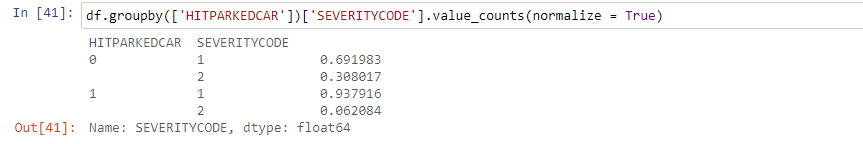 In [41]: df.groupby(['HITPARKEDCAR'])['SEVERITYCODE'].value_counts(normalize = True)
HITPARKEDCAR  SEVERITYCODE
0             1               0.691983
              2               0.308017
1             1               0.937916
              2               0.062084
Out[41]: Name: SEVERITYCODE, dtype: float64